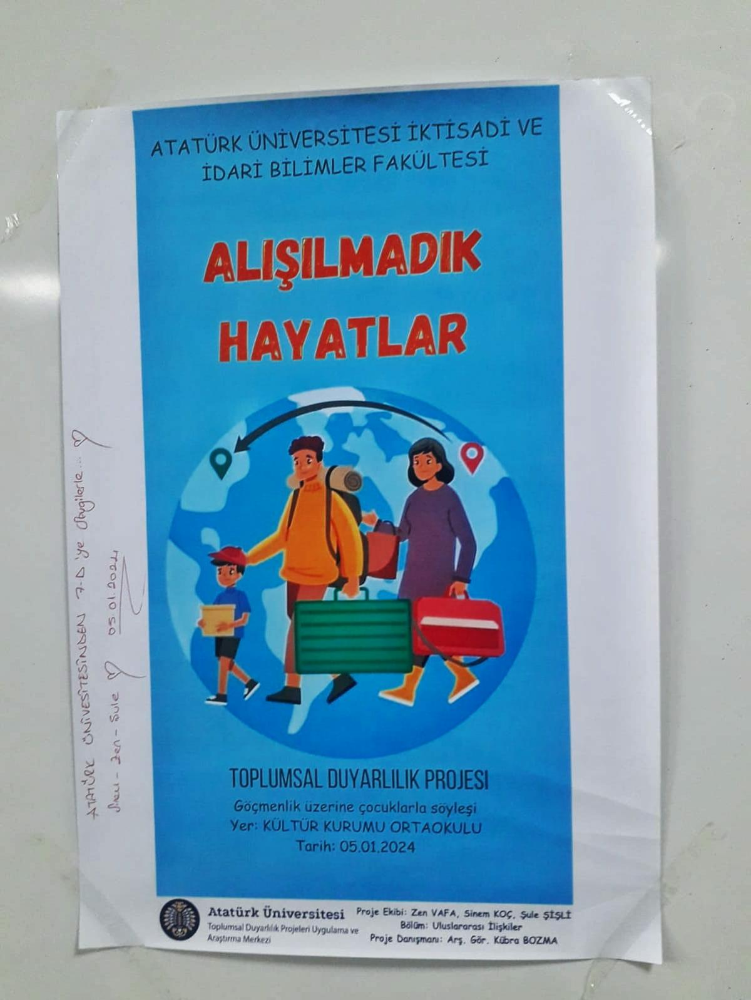 ATATÜRK ÜNİVERSİTESİ İKTİSADİ VE
İDARİ BİLİMLER FAKÜLTESİ
ALIŞILMADIK
HAYATLAR
TOPLUMSAL DUYARLILIK PROJESI
Göçmenlik üzerine çocuklarla söyleşi
Yer: KÜLTÜR KURUMU ORTAOKULU
Tarih: 05.01.2024
Atatürk Üniversitesi
Toplumsal Duyarlılık Projeleri Uygulama ve
Araştırma Merkezi
Proje Ekibi: Zen VAFA, Sinem KOÇ, Şule ŞİŞLİ
Bölüm: Uluslararası İlişkiler
Proje Danışmanı: Arş. Gör. Kübra BOZMA
ATATÜRK ÜNİVESİTESİNDEN 7-D'ye Sevgilerle...
Sinem - Zen - Şule 05.01.2024